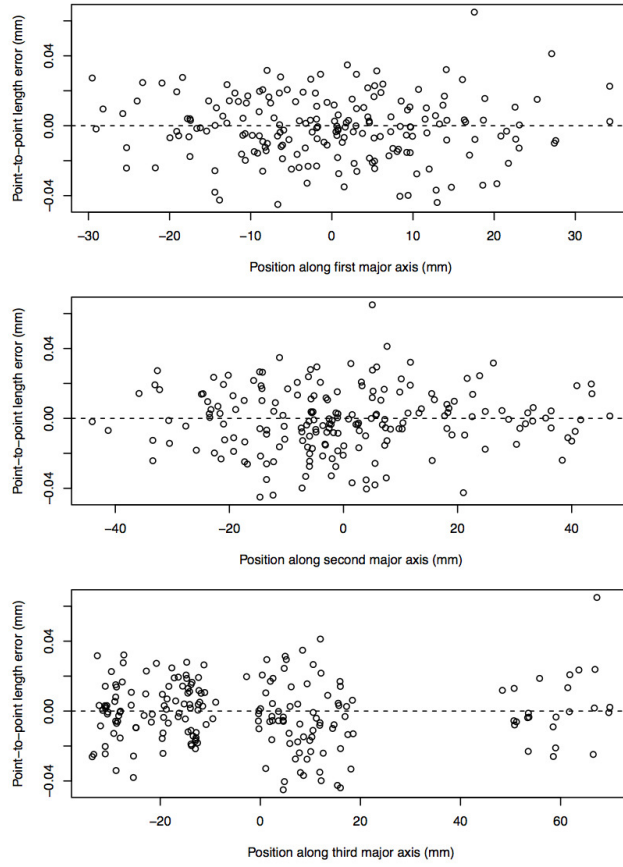 Point-to-point length error (mm)
0.04
0.00
−0.04
−30 −20 −10 0 10 20 30
Position along first major axis (mm)
Point-to-point length error (mm)
0.04
0.00
−0.04
−40 −20 0 20 40
Position along second major axis (mm)
Point-to-point length error (mm)
0.04
0.00
−0.04
−20 0 20 40 60
Position along third major axis (mm)